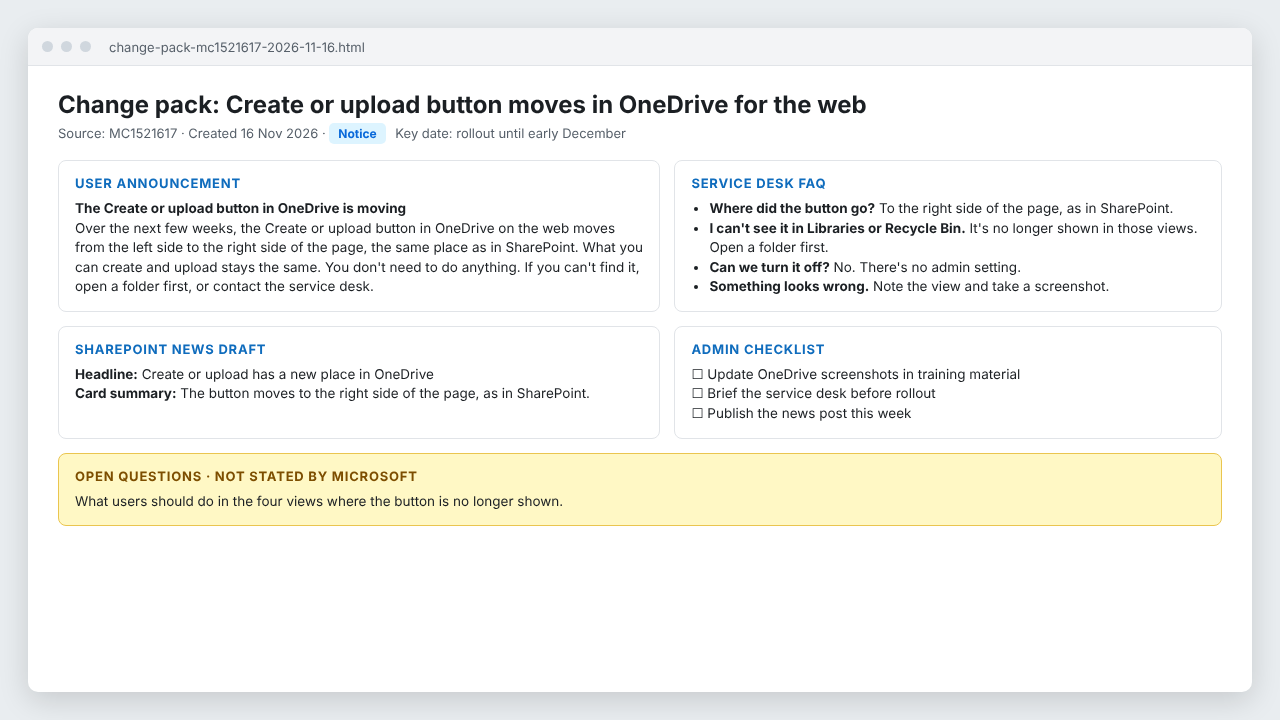 change-pack-mc1521617-2026-11-16.html
Change pack: Create or upload button moves in OneDrive for the web
Source: MC1521617 · Created 16 Nov 2026 · Notice Key date: rollout until early December
USER ANNOUNCEMENT
The Create or upload button in OneDrive is moving
Over the next few weeks, the Create or upload button in OneDrive on the web moves
from the left side to the right side of the page, the same place as in SharePoint. What you
can create and upload stays the same. You don't need to do anything. If you can't find it,
open a folder first, or contact the service desk.
SERVICE DESK FAQ
• Where did the button go? To the right side of the page, as in SharePoint.
• I can't see it in Libraries or Recycle Bin. It's no longer shown in those views.
Open a folder first.
• Can we turn it off? No. There's no admin setting.
• Something looks wrong. Note the view and take a screenshot.
SHAREPOINT NEWS DRAFT
Headline: Create or upload has a new place in OneDrive
Card summary: The button moves to the right side of the page, as in SharePoint.
ADMIN CHECKLIST
☐ Update OneDrive screenshots in training material
☐ Brief the service desk before rollout
☐ Publish the news post this week
OPEN QUESTIONS · NOT STATED BY MICROSOFT
What users should do in the four views where the button is no longer shown.